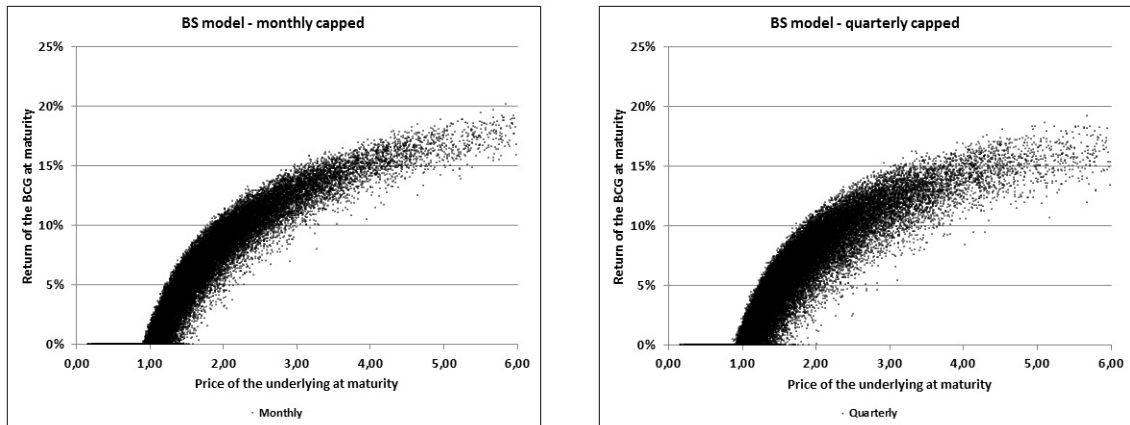 BS model - monthly capped
25%
20%
15%
10%
5%
0%
Return of the BCG at maturity
0,00 1,00 2,00 3,00 4,00 5,00 6,00
Price of the underlying at maturity
Monthly
BS model - quarterly capped
25%
20%
15%
10%
5%
0%
Return of the BCG at maturity
0,00 1,00 2,00 3,00 4,00 5,00 6,00
Price of the underlying at maturity
Quarterly